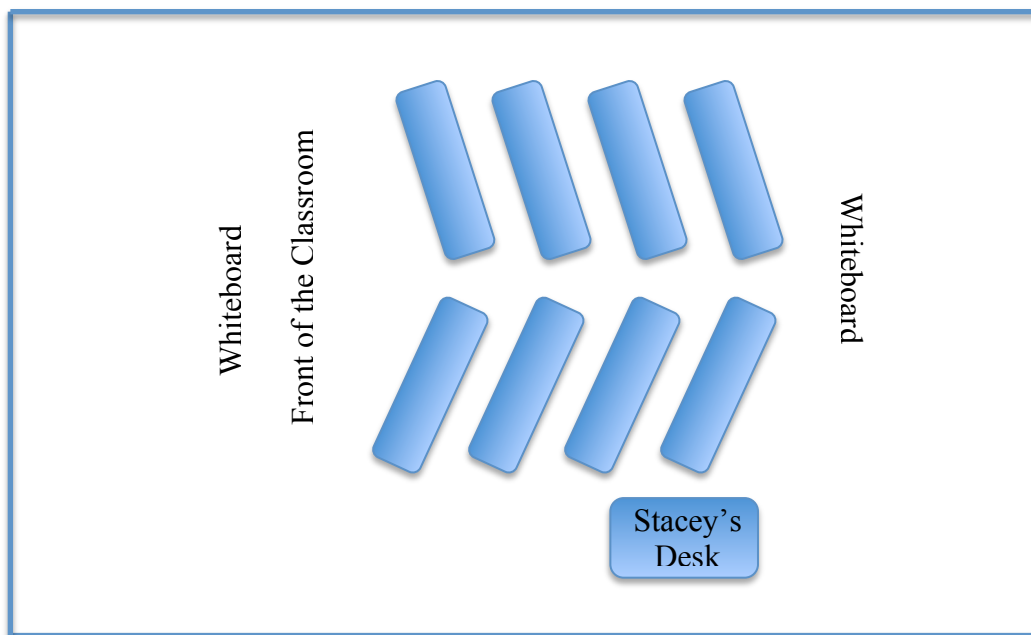 Whiteboard
Front of the Classroom
Whiteboard
Stacey’s
Desk